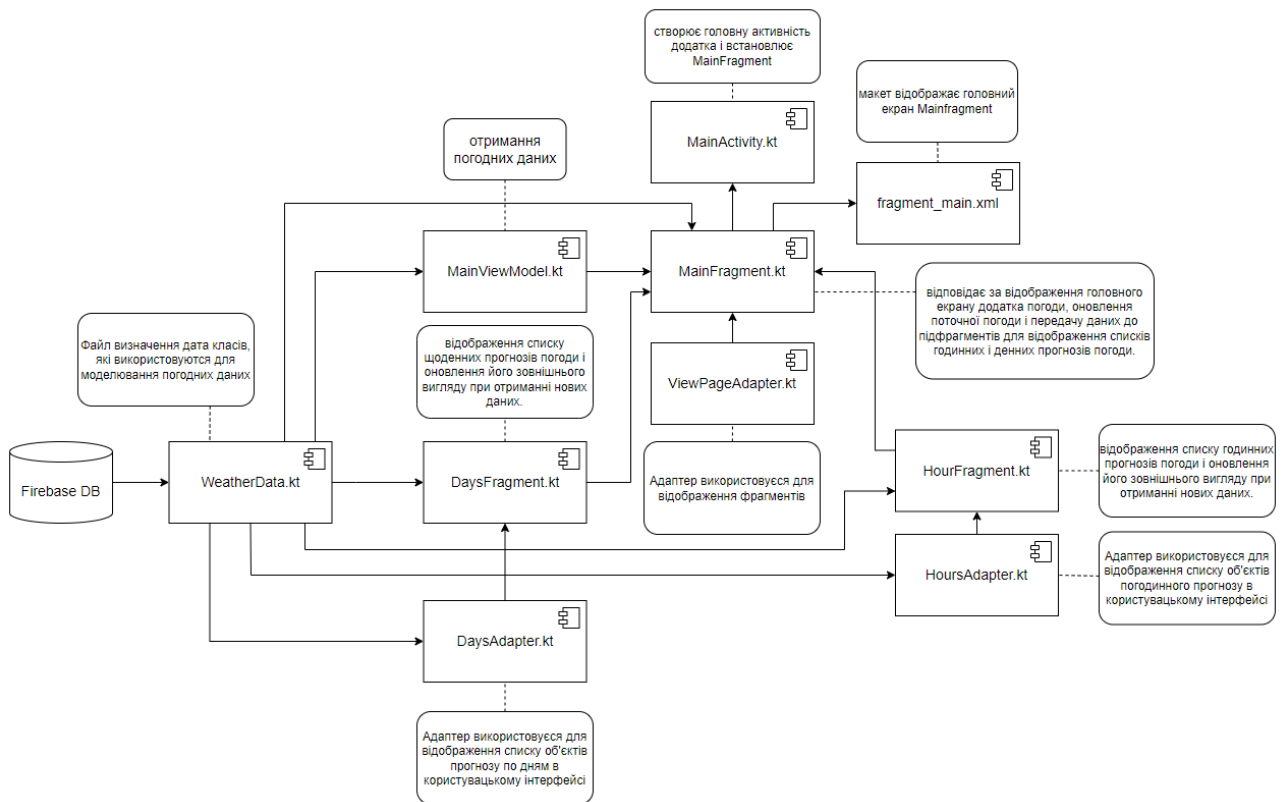 створює головну активність
додатка і встановлює
MainFragment
макет відображає головний
екран Mainfragment
MainActivity.kt
отримання
погодних даних
fragment_main.xml
MainViewModel.kt
MainFragment.kt
відповідає за відображення головного
екрану додатка погоди, оновлення
поточної погоди і передачу даних до
підфрагментів для відображення списків
годинних і денних прогнозів погоди.
Файл визначення дата класів,
які використовуются для
моделювання погодних даних
відображення списку
щоденних прогнозів погоди і
оновлення його зовнішнього
вигляду при отриманні нових
даних.
ViewPageAdapter.kt
Firebase DB
WeatherData.kt
DaysFragment.kt
Адаптер використовуєся для
відображення фрагментів
HourFragment.kt
відображення списку годинних
прогнозів погоди і оновлення
його зовнішнього вигляду при
отриманні нових даних.
HoursAdapter.kt
Адаптер використовуєся для
відображення списку об'єктів
погодинного прогнозу в
користувацькому інтерфейсі
DaysAdapter.kt
Адаптер використовуєся для
відображення списку об'єктів
прогнозу по дням в
користувацькому інтерфейсі